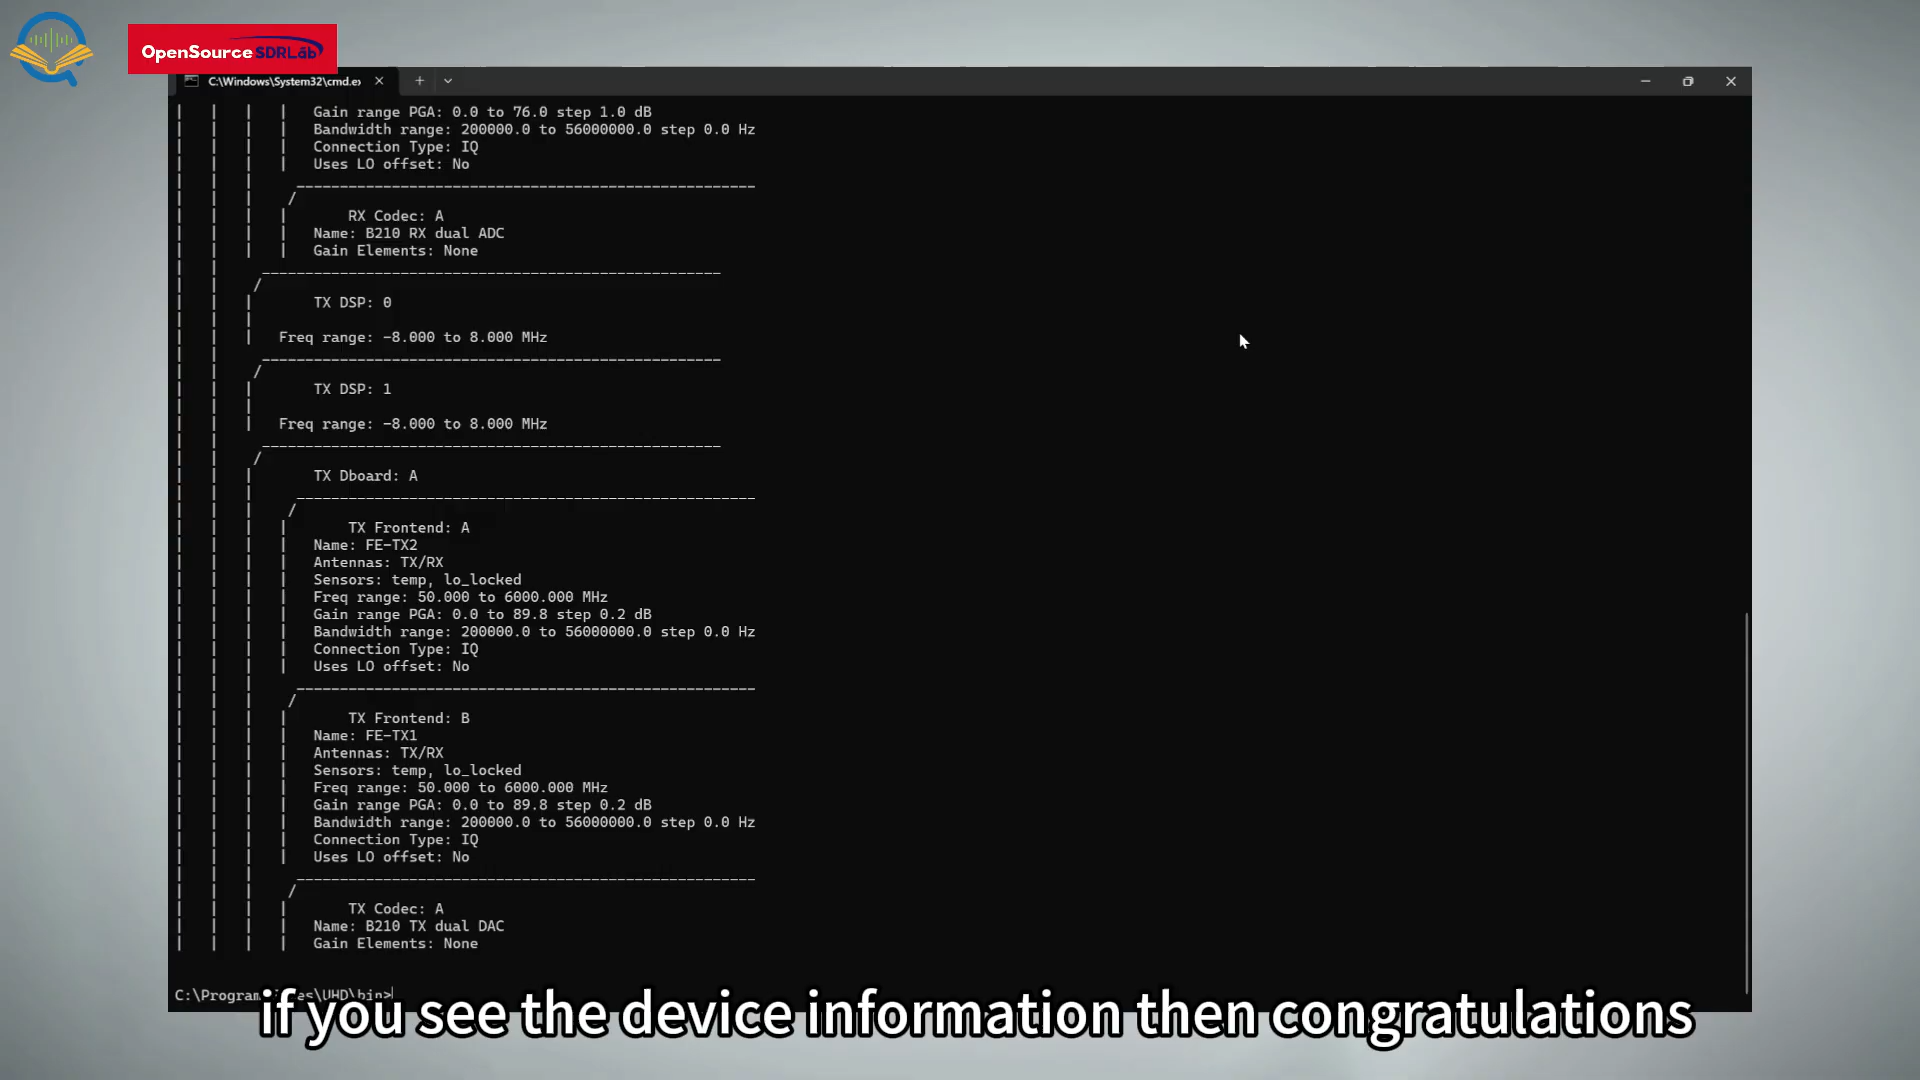 OpenSource SDRLab
C:\Windows\System32\cmd.ex
Gain range PGA: 0.0 to 76.0 step 1.0 dB
Bandwidth range: 200000.0 to 56000000.0 step 0.0 Hz
Connection Type: IQ
Uses LO offset: No
RX Codec: A
Name: B210 RX dual ADC
Gain Elements: None
TX DSP: 0
Freq range: -8.000 to 8.000 MHz
TX DSP: 1
Freq range: -8.000 to 8.000 MHz
TX Dboard: A
TX Frontend: A
Name: FE-TX2
Antennas: TX/RX
Sensors: temp, lo_locked
Freq range: 50.000 to 6000.000 MHz
Gain range PGA: 0.0 to 89.8 step 0.2 dB
Bandwidth range: 200000.0 to 56000000.0 step 0.0 Hz
Connection Type: IQ
Uses LO offset: No
TX Frontend: B
Name: FE-TX1
Antennas: TX/RX
Sensors: temp, lo_locked
Freq range: 50.000 to 6000.000 MHz
Gain range PGA: 0.0 to 89.8 step 0.2 dB
Bandwidth range: 200000.0 to 56000000.0 step 0.0 Hz
Connection Type: IQ
Uses LO offset: No
TX Codec: A
Name: B210 TX dual DAC
Gain Elements: None
\UHD\bin>
if you see the device information then congratulations